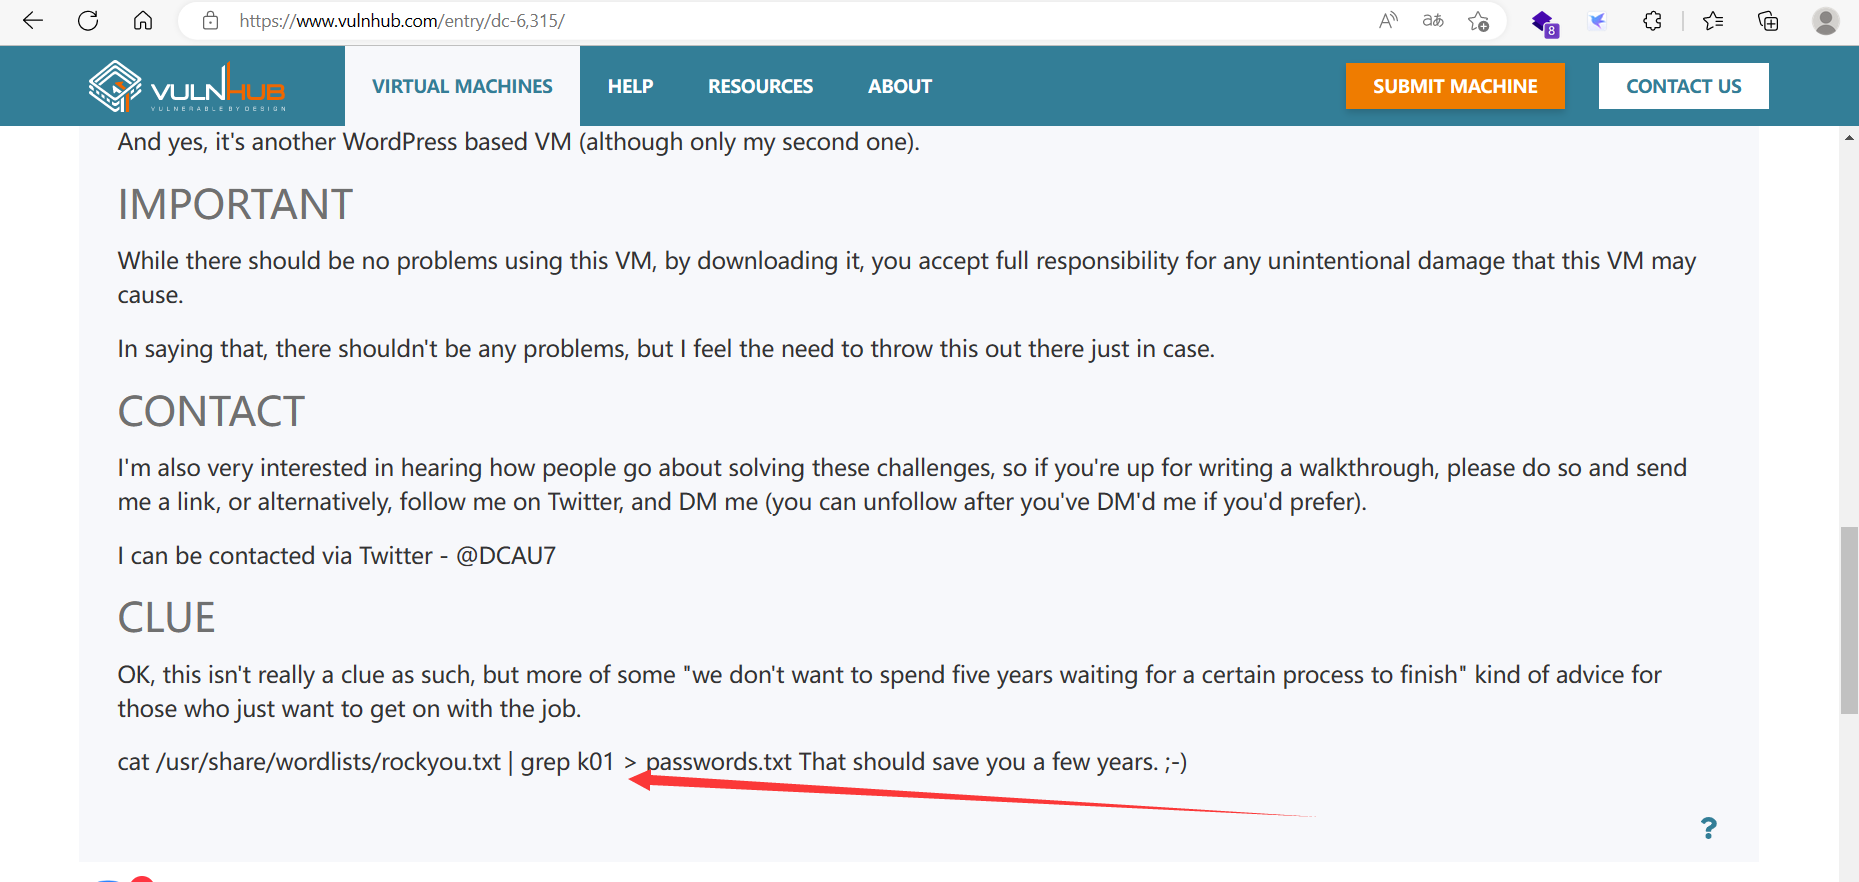 https://www.vulnhub.com/entry/dc-6,315/
8
VULNHUB
VULNERABLE BY DESIGN
VIRTUAL MACHINES
HELP
RESOURCES
ABOUT
SUBMIT MACHINE
CONTACT US
And yes, it's another WordPress based VM (although only my second one).
IMPORTANT
While there should be no problems using this VM, by downloading it, you accept full responsibility for any unintentional damage that this VM may
cause.
In saying that, there shouldn't be any problems, but I feel the need to throw this out there just in case.
CONTACT
I'm also very interested in hearing how people go about solving these challenges, so if you're up for writing a walkthrough, please do so and send
me a link, or alternatively, follow me on Twitter, and DM me (you can unfollow after you've DM'd me if you'd prefer).
I can be contacted via Twitter - @DCAU7
CLUE
OK, this isn't really a clue as such, but more of some "we don't want to spend five years waiting for a certain process to finish" kind of advice for
those who just want to get on with the job.
cat /usr/share/wordlists/rockyou.txt | grep k01 > passwords.txt That should save you a few years. ;-)
?